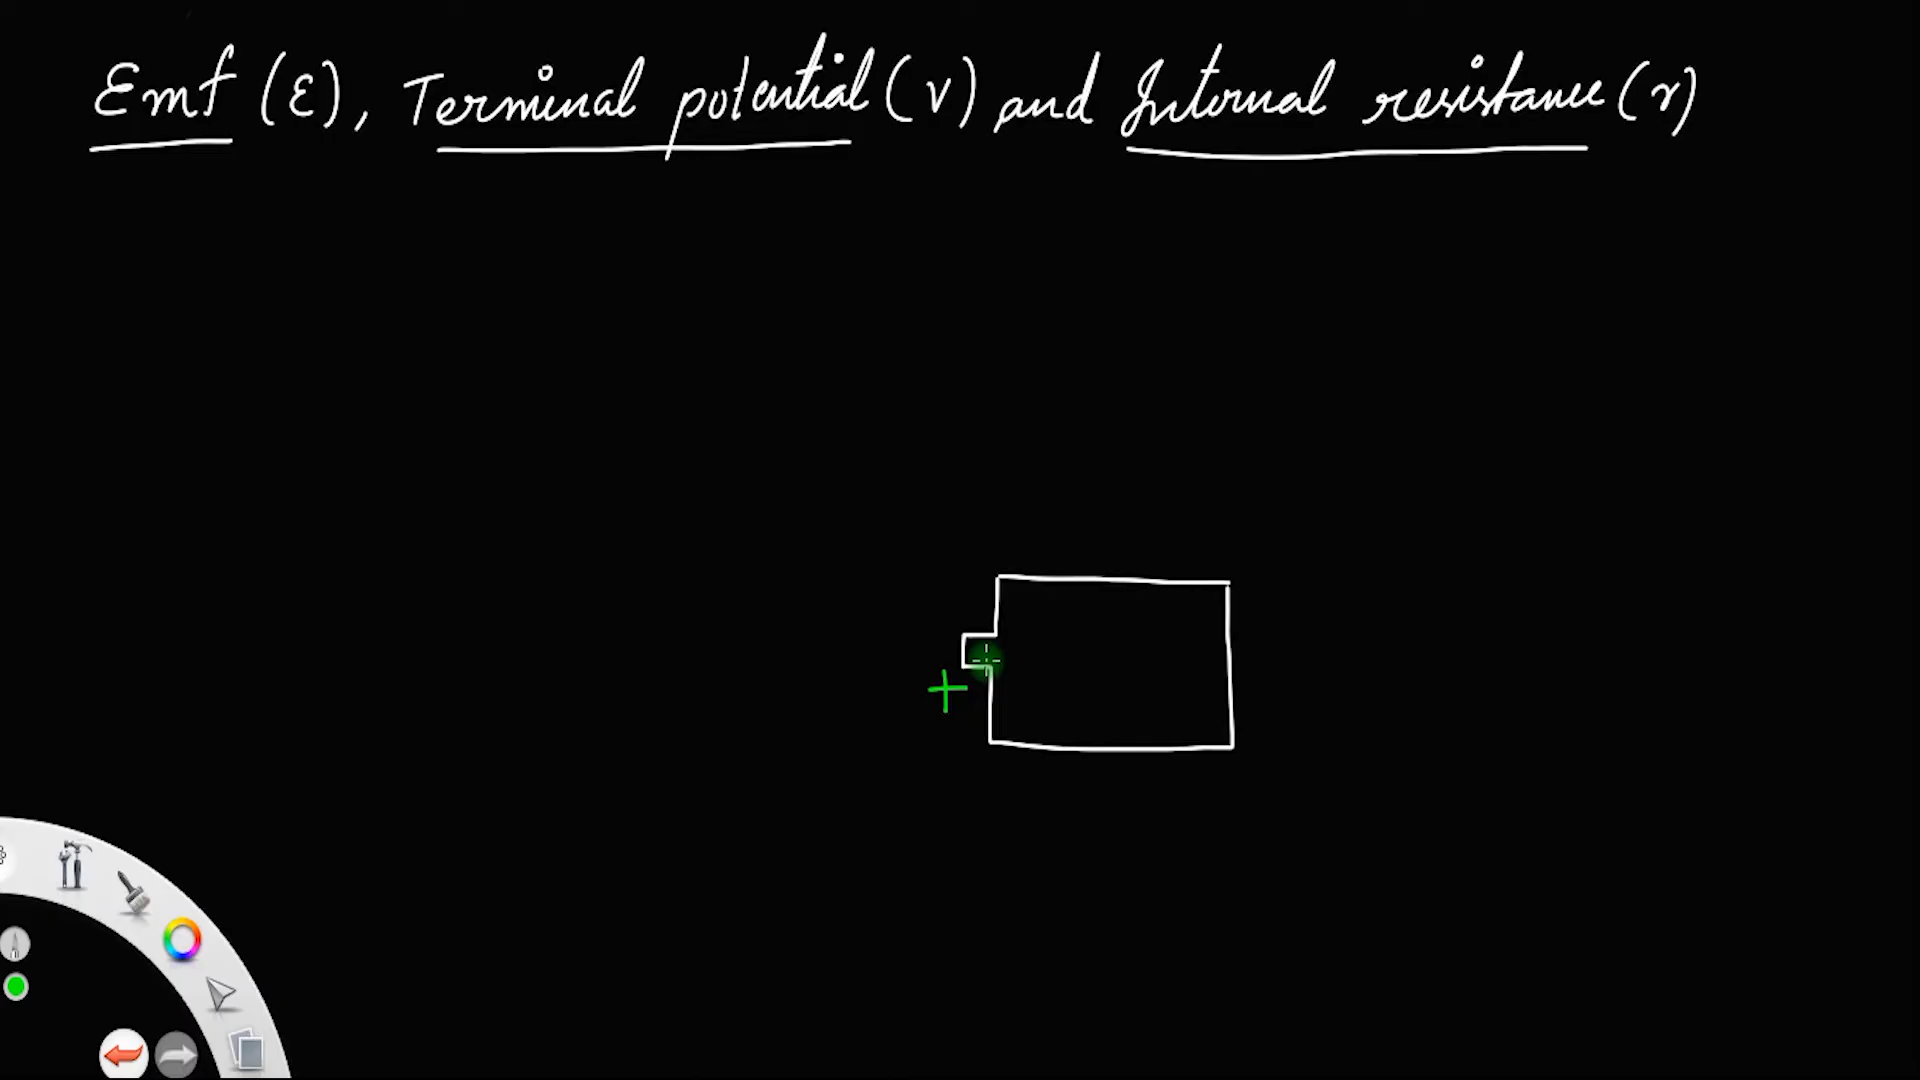 Emf (ε), Terminal potential (v) and Internal resistance (r)
+